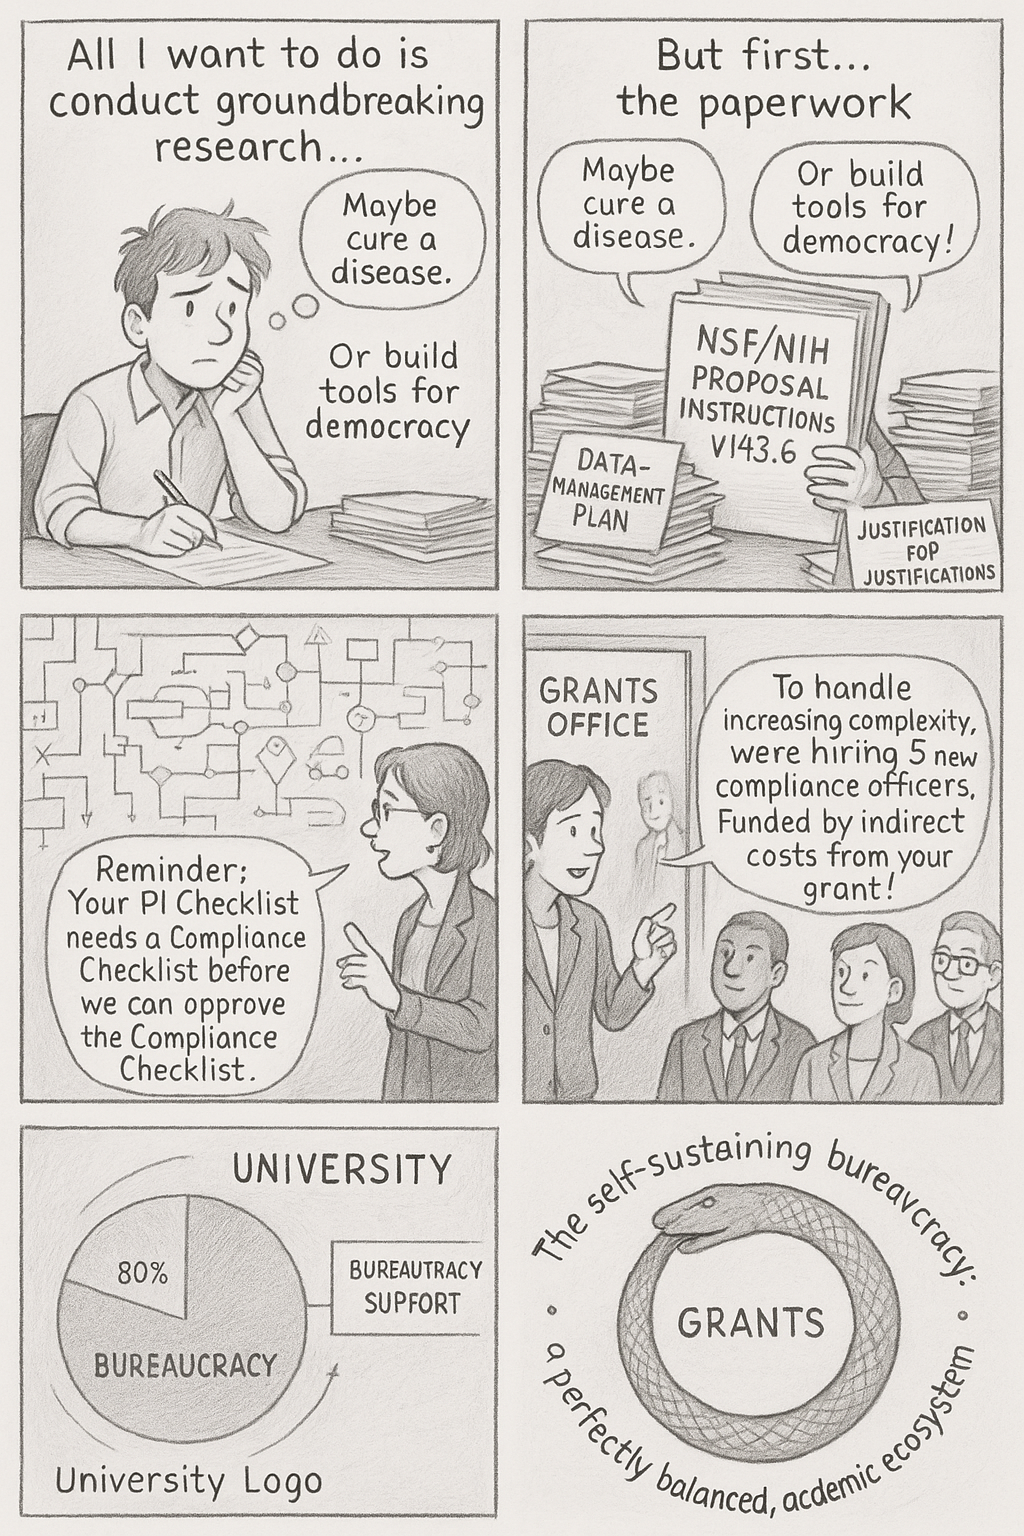 All I want to do is
conduct groundbreaking
research...
Maybe
cure a
disease.
Or build
tools for
democracy
But first...
the paperwork
Maybe
cure a
disease.
Or build
tools for
democracy!
NSF/NIH
PROPOSAL
INSTRUCTIONS
V143.6
DATA-
MANAGEMENT
PLAN
JUSTIFICATION
FOP
JUSTIFICATIONS
Reminder;
Your PI Checklist
needs a Compliance
Checklist before
we can opprove
the Compliance
Checklist.
GRANTS
OFFICE
To handle
increasing complexity,
were hiring 5 new
compliance officers,
Funded by indirect
costs from your
grant!
UNIVERSITY
80%
BUREAUCRACY
BUREAUTRACY
SUPFORT
University Logo
The self-sustaining bureavcracy:
GRANTS
a perfectly balanced, acdemic ecosystem